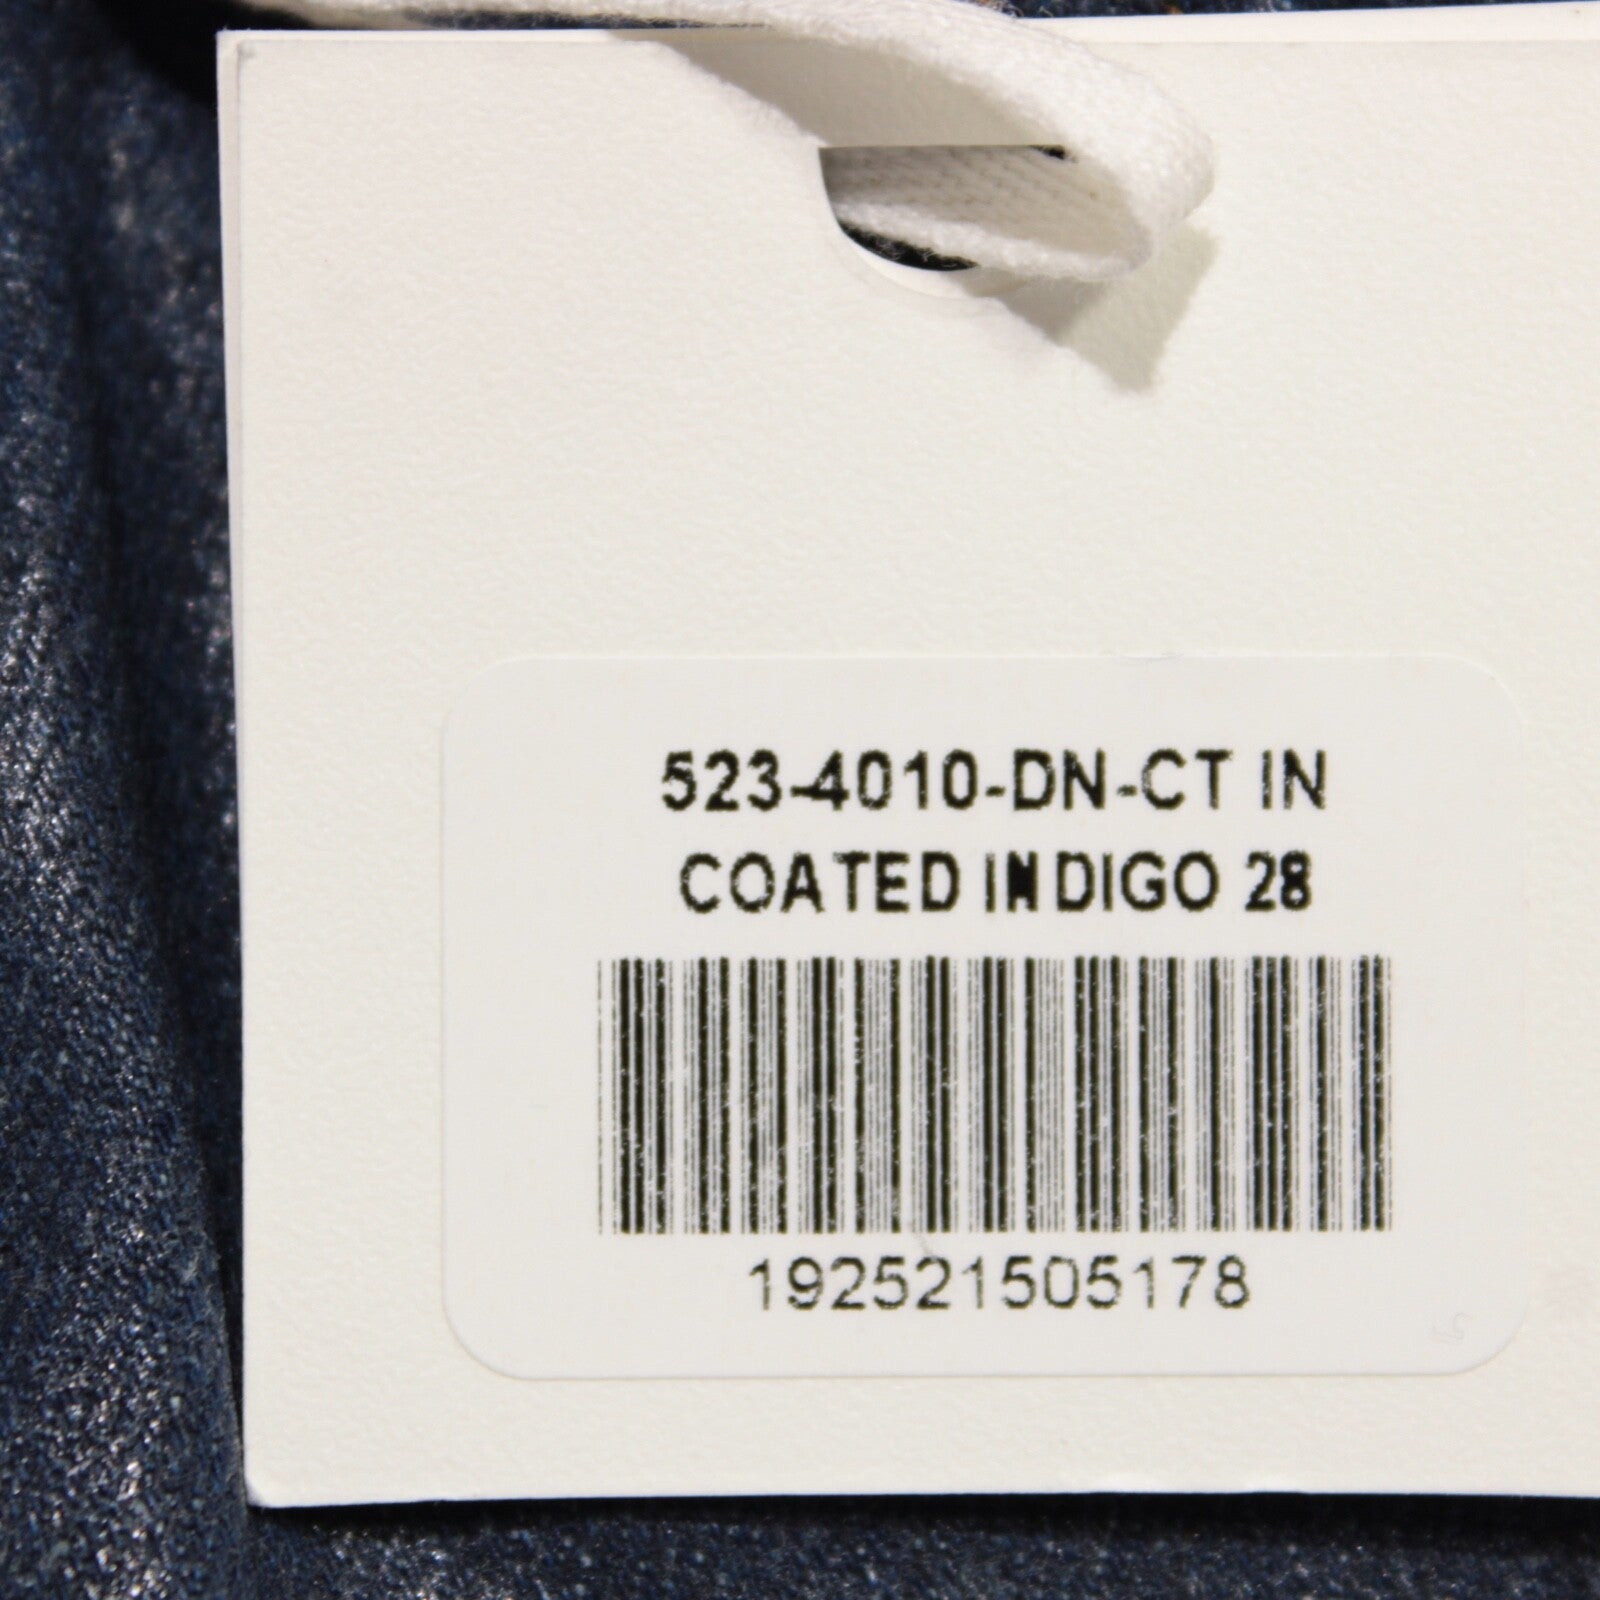 523-4010-DN-CT IN
COATED INDIGO 28
192521505178